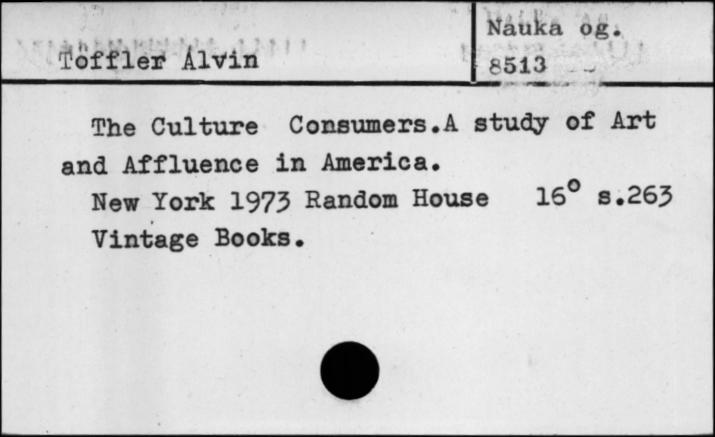 Nauka og.
Toffler Alvin
8513
The Culture Consumers.A study of Art
and Affluence in America.
New York 1973 Random House 16° s.263
Vintage Books.